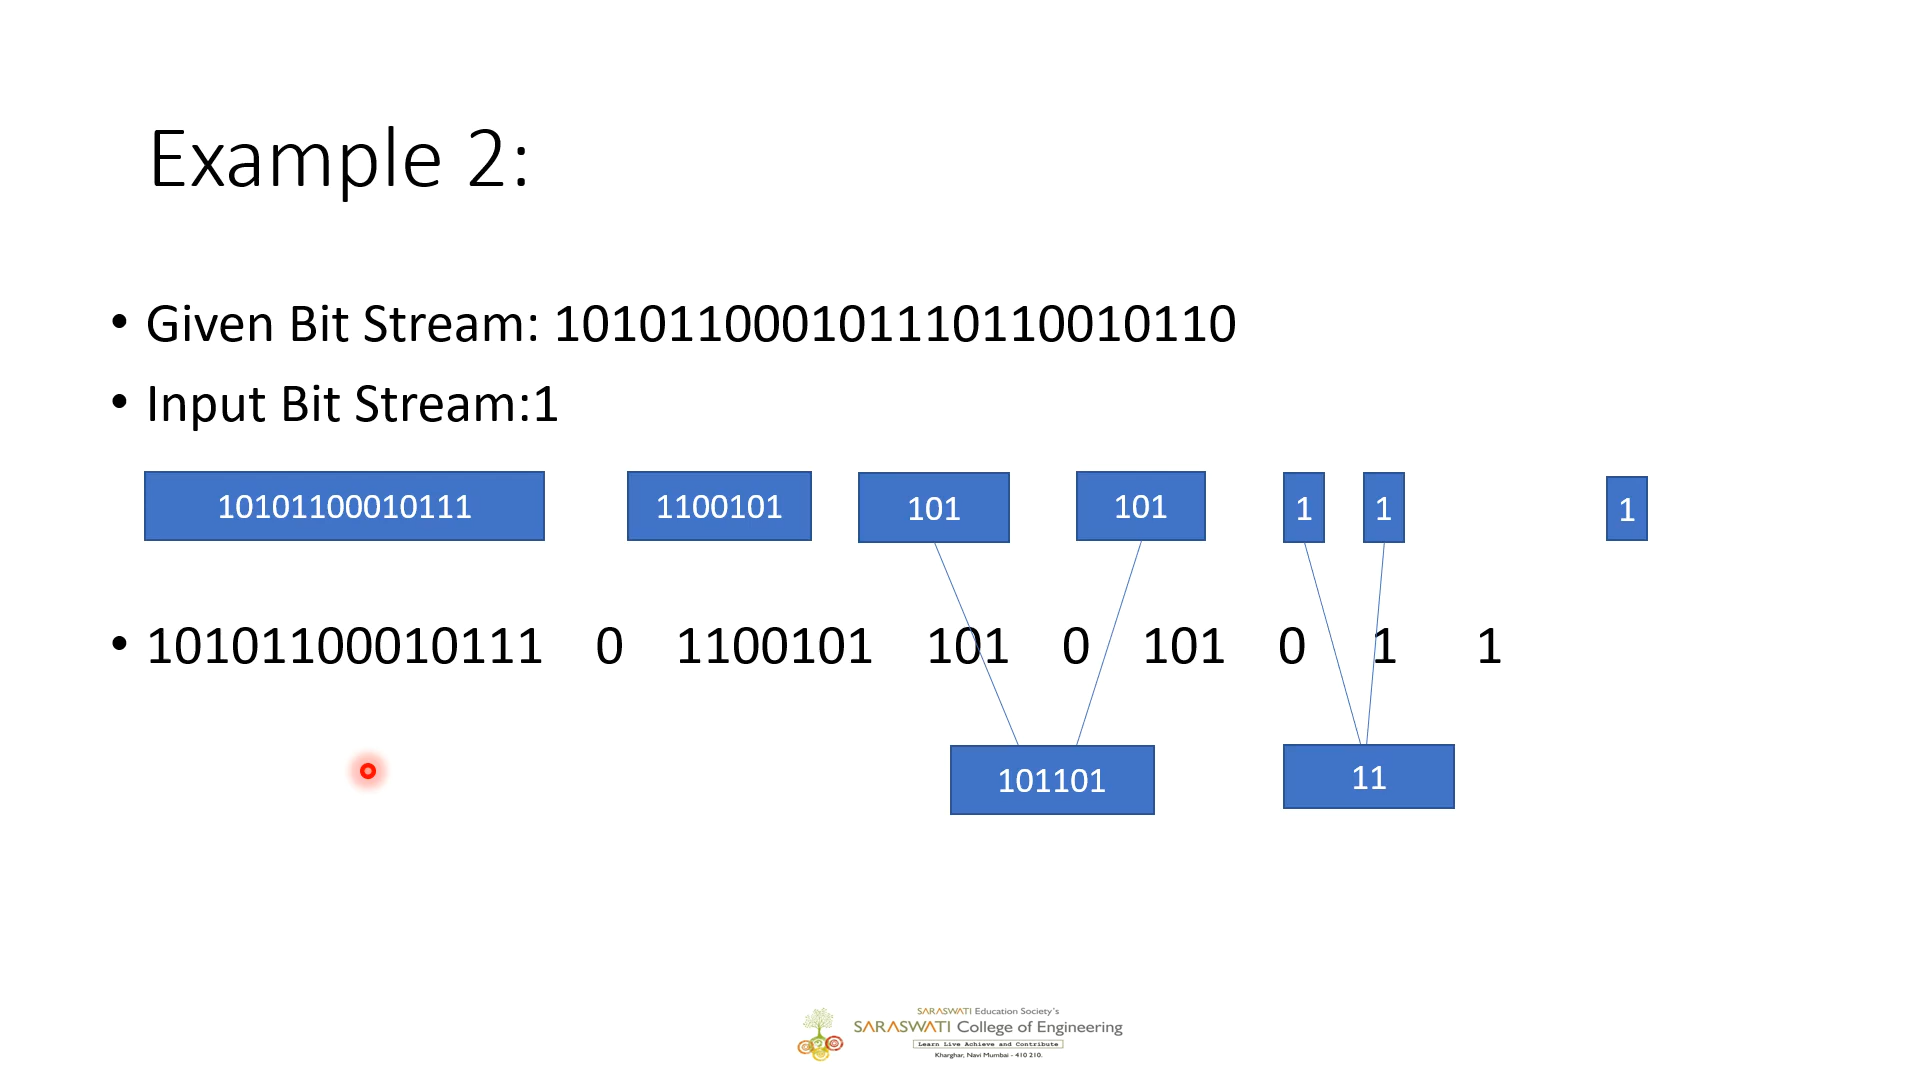 Example 2:
• Given Bit Stream: 101011000101110110010110
• Input Bit Stream:1
10101100010111 1100101 101 101 1 1 1
• 10101100010111 0 1100101 101 0 101 0 1 1
101101 11
SARASWATI Education Society's
SARASWATI College of Engineering
Learn Live Achieve and Contribute
Kharghar, Navi Mumbai - 410 210.